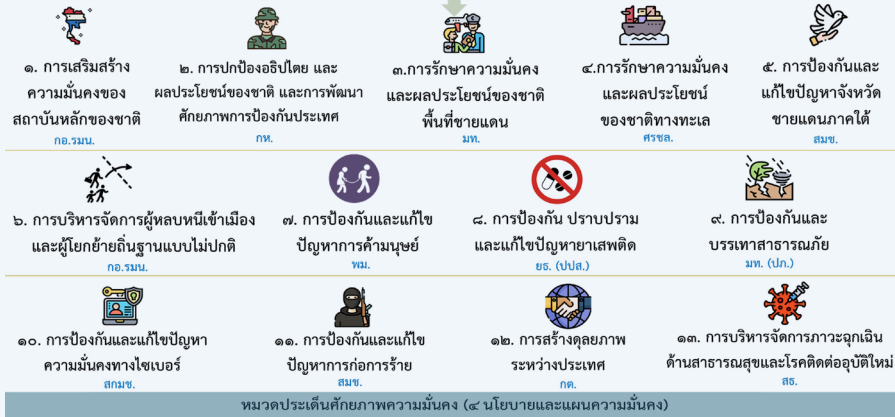 ๑. การเสริมสร้าง
ความมั่นคงของ
สถาบันหลักของชาติ
กอ.รมน.
๒. การปกป้องอธิปไตย และ
ผลประโยชน์ของชาติ และการพัฒนา
ศักยภาพการป้องกันประเทศ
กห.
๓.การรักษาความมั่นคง
และผลประโยชน์ของชาติ
พื้นที่ชายแดน
มท.
๔.การรักษาความมั่นคง
และผลประโยชน์
ของชาติทางทะเล
ศรชล.
๕. การป้องกันและ
แก้ไขปัญหาจังหวัด
ชายแดนภาคใต้
สมช.
๖. การบริหารจัดการผู้หลบหนีเข้าเมือง
และผู้โยกย้ายถิ่นฐานแบบไม่ปกติ
กอ.รมน.
๗. การป้องกันและแก้ไข
ปัญหาการค้ามนุษย์
พม.
๘. การป้องกัน ปราบปราม
และแก้ไขปัญหายาเสพติด
ยธ. (ปปส.)
๙. การป้องกันและ
บรรเทาสาธารณภัย
มท. (ปภ.)
๑๐. การป้องกันและแก้ไขปัญหา
ความมั่นคงทางไซเบอร์
สกมช.
๑๑. การป้องกันและแก้ไข
ปัญหาการก่อการร้าย
สมช.
๑๒. การสร้างดุลยภาพ
ระหว่างประเทศ
กต.
๑๓. การบริหารจัดการภาวะฉุกเฉิน
ด้านสาธารณสุขและโรคติดต่ออุบัติใหม่
สธ.
หมวดประเด็นศักยภาพความมั่นคง (๔ นโยบายและแผนความมั่นคง)